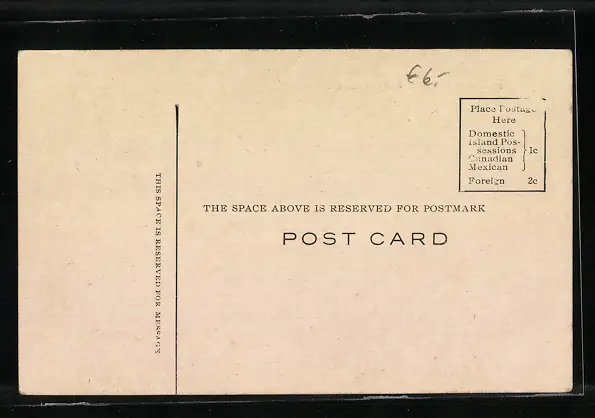 € 6,-
Place Postage
Here
Domestic
Island Pos-
sessions
Canadian
Mexican
1c
Foreign 2c
THE SPACE ABOVE IS RESERVED FOR POSTMARK
POST CARD
THIS SPACE IS RESERVED FOR MESSAGY